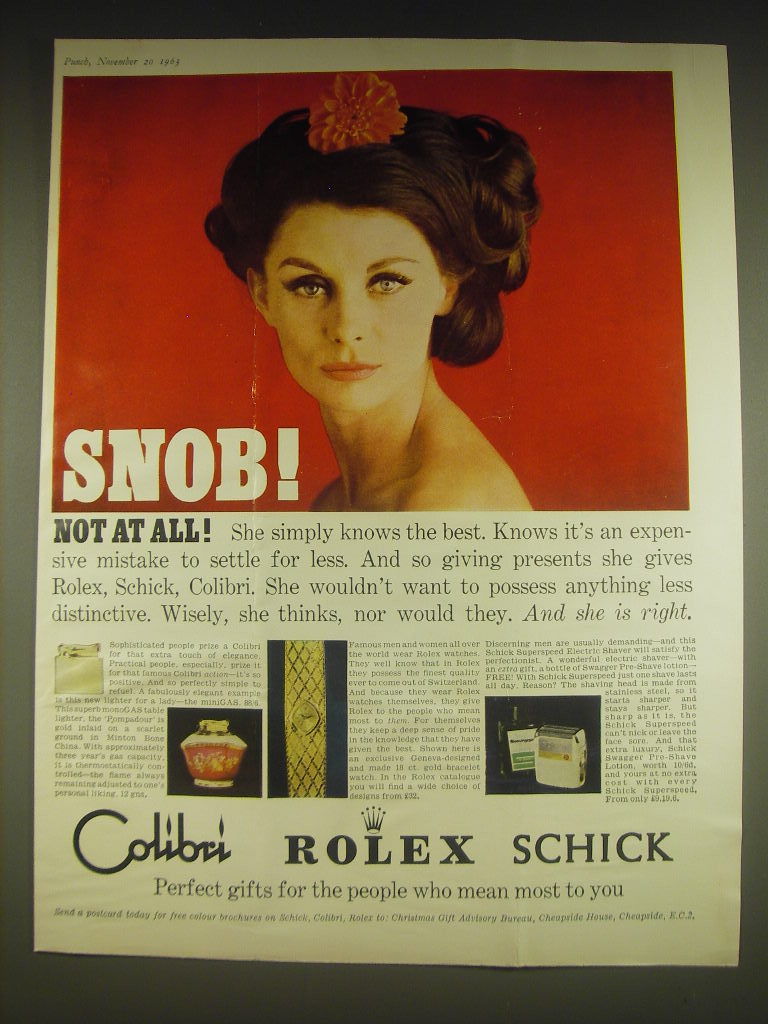 Punch, November 20 1963
SNOB!
NOT AT ALL! She simply knows the best. Knows it's an expen-
sive mistake to settle for less. And so giving presents she gives
Rolex, Schick, Colibri. She wouldn't want to possess anything less
distinctive. Wisely, she thinks, nor would they. And she is right.
Sophisticated people prize a Colibri
for that extra touch of elegance.
Practical people, especially, prize it
for that famous Colibri action—it's so
positive. And so perfectly simple to
refuel. A fabulously elegant example
is this new lighter for a lady—the miniGAS, 88/6.
This superb monoGAS table
lighter, the 'Pompadour' is
gold inlaid on a scarlet
ground in Minton Bone
China. With approximately
three year's gas capacity,
it is thermostatically con-
trolled—the flame always
remaining adjusted to one's
personal liking. 12 gns.
Famous men and women all over
the world wear Rolex watches.
They well know that in Rolex
they possess the finest quality
ever to come out of Switzerland.
And because they wear Rolex
watches themselves, they give
Rolex to the people who mean
most to them. For themselves
they keep a deep sense of pride
in the knowledge that they have
given the best. Shown here is
an exclusive Geneva-designed
and made 18 ct. gold bracelet
watch. In the Rolex catalogue
you will find a wide choice of
designs from £32.
Discerning men are usually demanding—and this
Schick Superspeed Electric Shaver will satisfy the
perfectionist. A wonderful electric shaver—with
an extra gift, a bottle of Swagger Pre-Shave lotion—
FREE! With Schick Superspeed just one shave lasts
all day. Reason? The shaving head is made from
stainless steel, so it
starts sharper and
stays sharper. But
sharp as it is, the
Schick Superspeed
can't nick or leave the
face sore. And that
extra luxury, Schick
Swagger Pre-Shave
Lotion, worth 10/6d,
and yours at no extra
cost with every
Schick Superspeed.
From only £9.19.6.
Colibri ROLEX SCHICK
Perfect gifts for the people who mean most to you
Send a postcard today for free colour brochures on Schick, Colibri, Rolex to: Christmas Gift Advisory Bureau, Cheapside House, Cheapside, E.C.2.